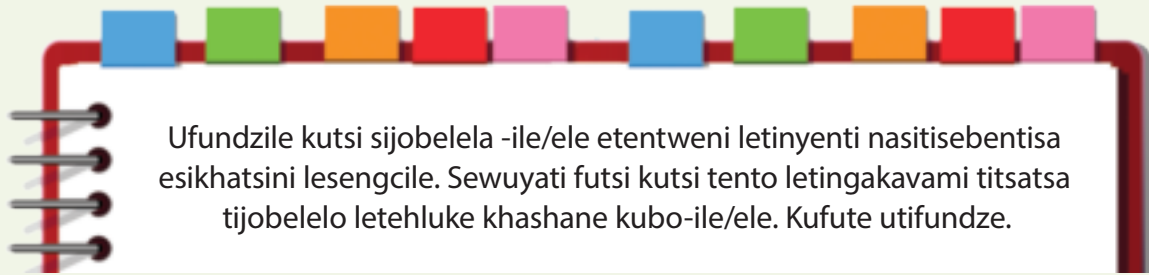 Ufundzile kutsi sijobelela -ile/ele etentweni letinyenti nasitisebentisa
esikhatsini lesengcile. Sewuyati futsi kutsi tento letingakavami titsatsa
tijobelelo letehluke khashane kubo-ile/ele. Kufute utifundze.